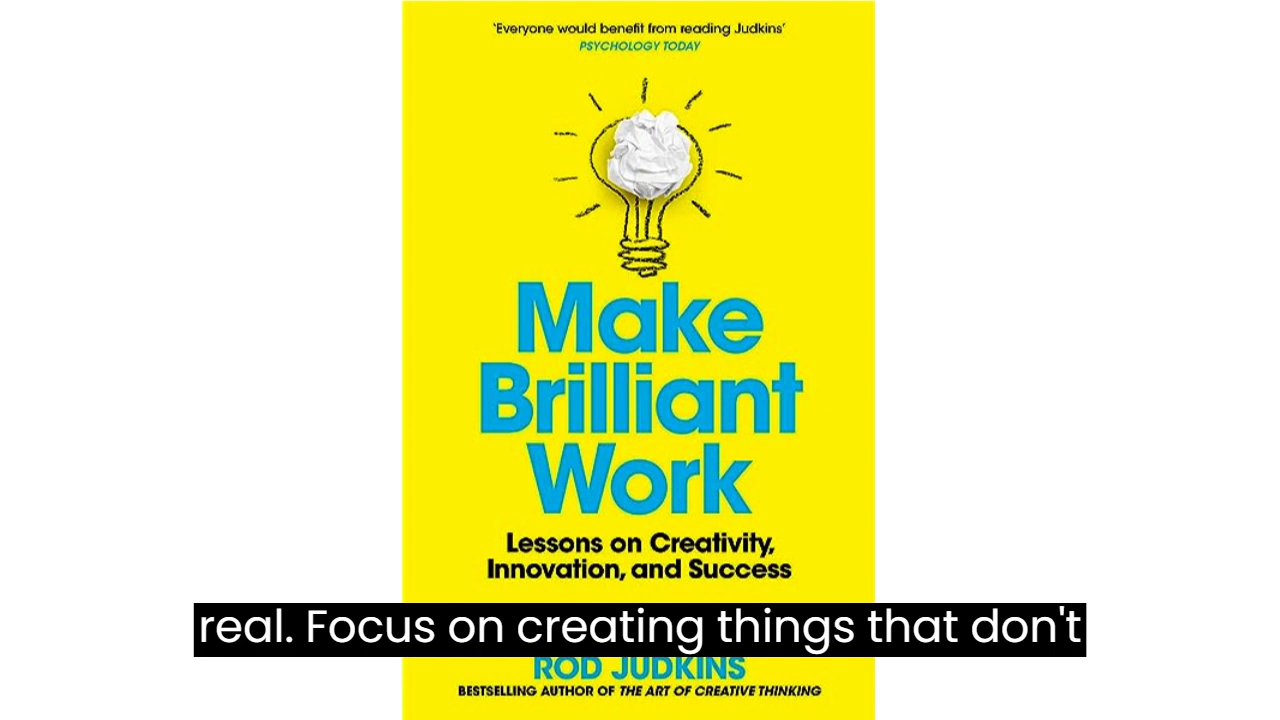 ‘Everyone would benefit from reading Judkins’
PSYCHOLOGY TODAY
Make
Brilliant
Work
Lessons on Creativity,
Innovation, and Success
real. Focus on creating things that don't
ROD JUDKINS
BESTSELLING AUTHOR OF THE ART OF CREATIVE THINKING